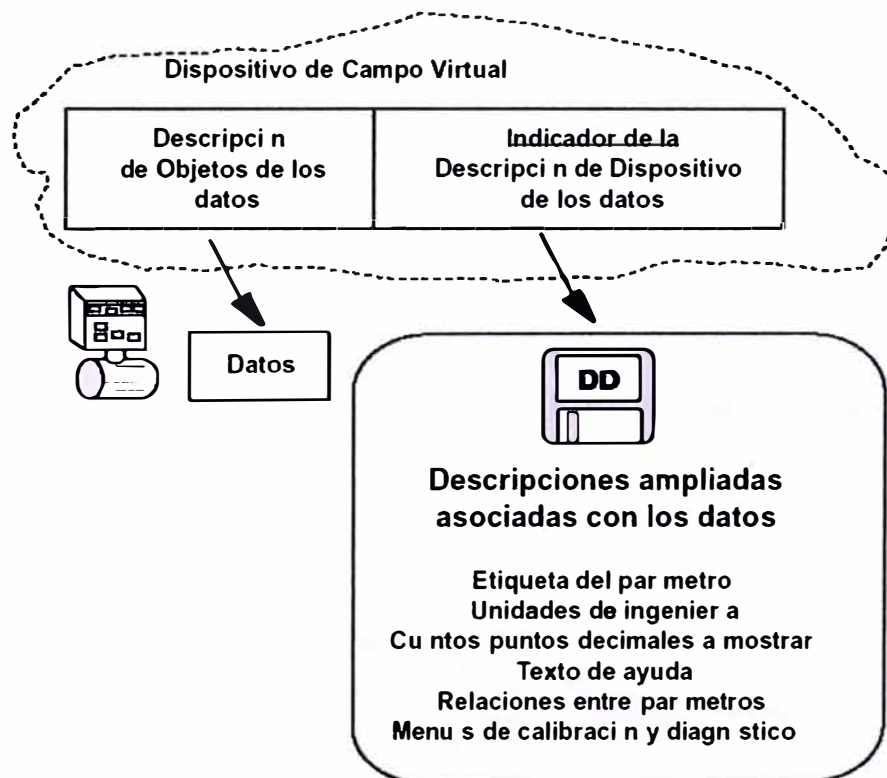 Dispositivo de Campo Virtual
Descripci n
de Objetos de los
datos
Indicador de la
Descripci n de Dispositivo
de los datos
Datos
DD
Descripciones ampliadas
asociadas con los datos
Etiqueta del par metro
Unidades de ingenier a
Cu ntos puntos decimales a mostrar
Texto de ayuda
Relaciones entre par metros
Menu s de calibraci n y diagn stico